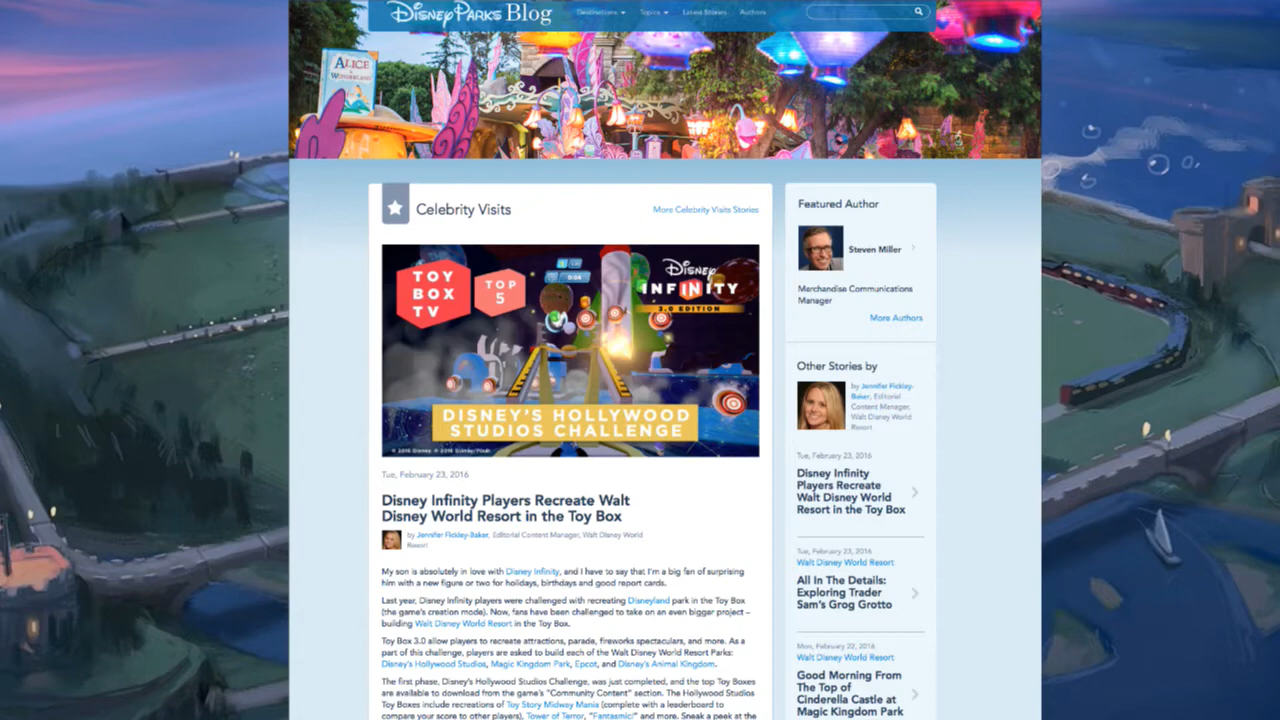 Disney Parks Blog
Destinations
Topics
Latest Stories
Authors
ALICE
IN
WONDERLAND
Celebrity Visits
More Celebrity Visits Stories
TOY
BOX
TV
TOP
5
DISNEY
INFINITY
3.0 EDITION
DISNEY'S HOLLYWOOD
STUDIOS CHALLENGE
Tue, February 23, 2016
Disney Infinity Players Recreate Walt
Disney World Resort in the Toy Box
by Jennifer Fickley-Baker, Editorial Content Manager, Walt Disney World
Resort
My son is absolutely in love with Disney Infinity, and I have to say that I'm a big fan of surprising
him with a new figure or two for holidays, birthdays and good report cards.
Last year, Disney Infinity players were challenged with recreating Disneyland park in the Toy Box
(the game's creation mode). Now, fans have been challenged to take on an even bigger project –
building Walt Disney World Resort in the Toy Box.
Toy Box 3.0 allow players to recreate attractions, parade, fireworks spectaculars, and more. As a
part of this challenge, players are asked to build each of the Walt Disney World Resort Parks:
Disney's Hollywood Studios, Magic Kingdom Park, Epcot, and Disney's Animal Kingdom.
The first phase, Disney's Hollywood Studios Challenge, was just completed, and the top Toy Boxes
are available to download from the game's "Community Content" section. The Hollywood Studios
Toy Boxes include recreations of Toy Story Midway Mania (complete with a leaderboard to
compare your score to other players), Tower of Terror, "Fantasmic!" and more. Sneak a peek at the
Featured Author
Steven Miller
Merchandise Communications
Manager
More Authors
Other Stories by
by Jennifer Fickley-
Baker, Editorial
Content Manager,
Walt Disney World
Resort
Tue, February 23, 2016
Disney Infinity
Players Recreate
Walt Disney World
Resort in the Toy Box
Tue, February 23, 2016
Walt Disney World Resort
All In The Details:
Exploring Trader
Sam's Grog Grotto
Mon, February 22, 2016
Walt Disney World Resort
Good Morning From
The Top of
Cinderella Castle at
Magic Kingdom Park